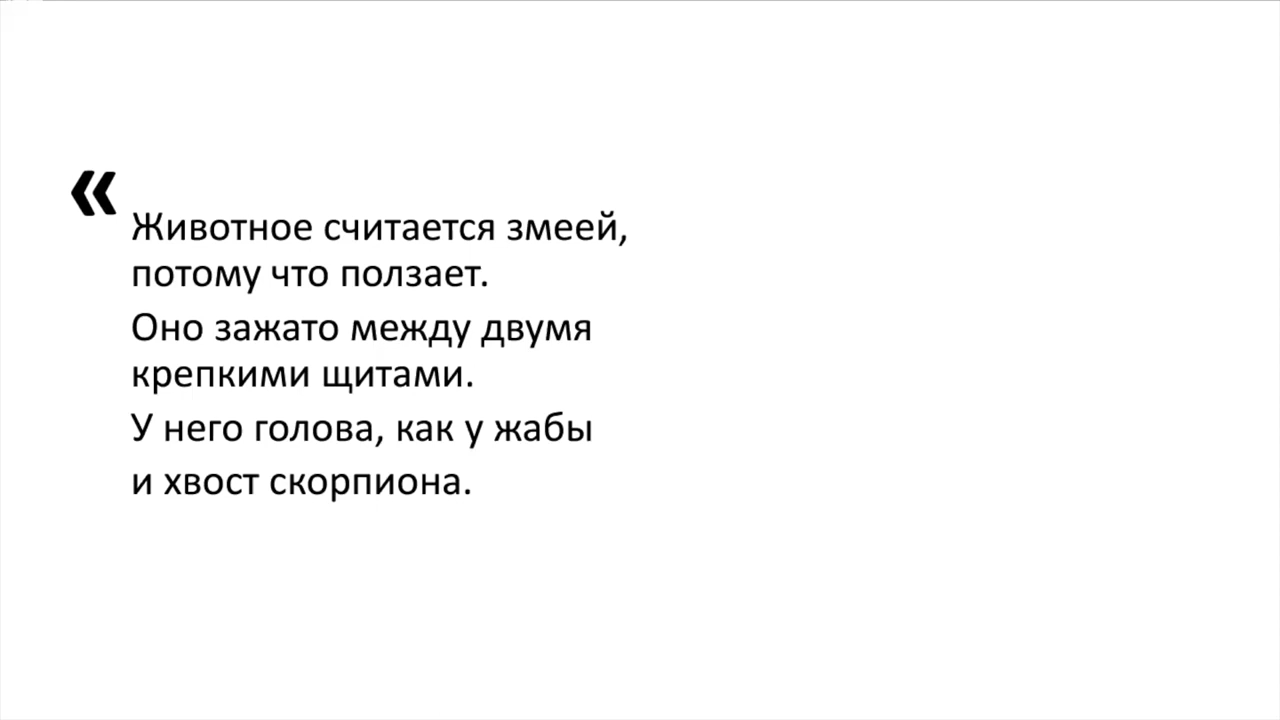 «
Животное считается змеей,
потому что ползает.
Оно зажато между двумя
крепкими щитами.
У него голова, как у жабы
и хвост скорпиона.